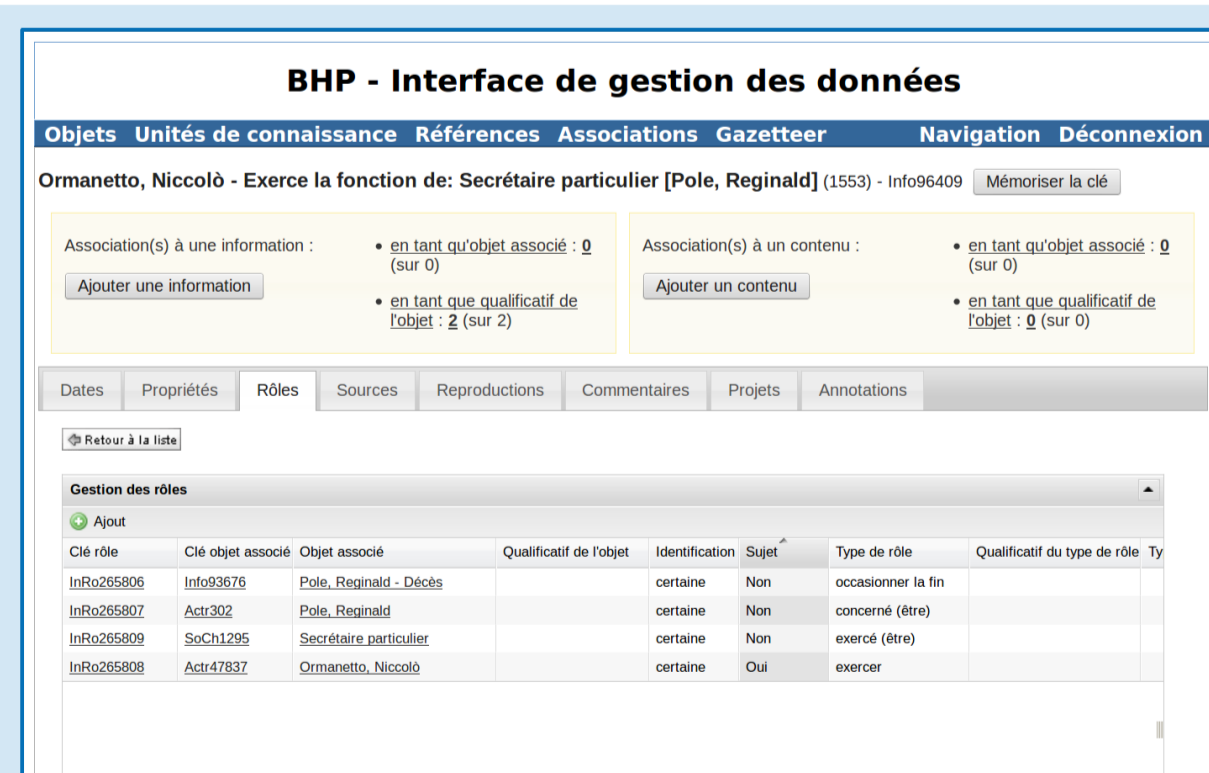 BHP - Interface de gestion des données
Objets Unités de connaissance Références Associations Gazetteer Navigation Déconnexion
Ormanetto, Niccolò - Exerce la fonction de: Secrétaire particulier [Pole, Reginald] (1553) - Info96409 Mémoriser la clé
Association(s) à une information :
Ajouter une information
• en tant qu'objet associé : 0
(sur 0)
• en tant que qualificatif de
l'objet : 2 (sur 2)
Association(s) à un contenu :
Ajouter un contenu
• en tant qu'objet associé : 0
(sur 0)
• en tant que qualificatif de
l'objet : 0 (sur 0)
Dates Propriétés Rôles Sources Reproductions Commentaires Projets Annotations
Retour à la liste
Gestion des rôles
Ajout
Clé rôle Clé objet associé Objet associé Qualificatif de l'objet Identification Sujet Type de rôle Qualificatif du type de rôle Ty
InRo265806 Info93676 Pole, Reginald - Décès certaine Non occasionner la fin
InRo265807 Actr302 Pole, Reginald certaine Non concerné (être)
InRo265809 SoCh1295 Secrétaire particulier certaine Non exercé (être)
InRo265808 Actr47837 Ormanetto, Niccolò certaine Oui exercer